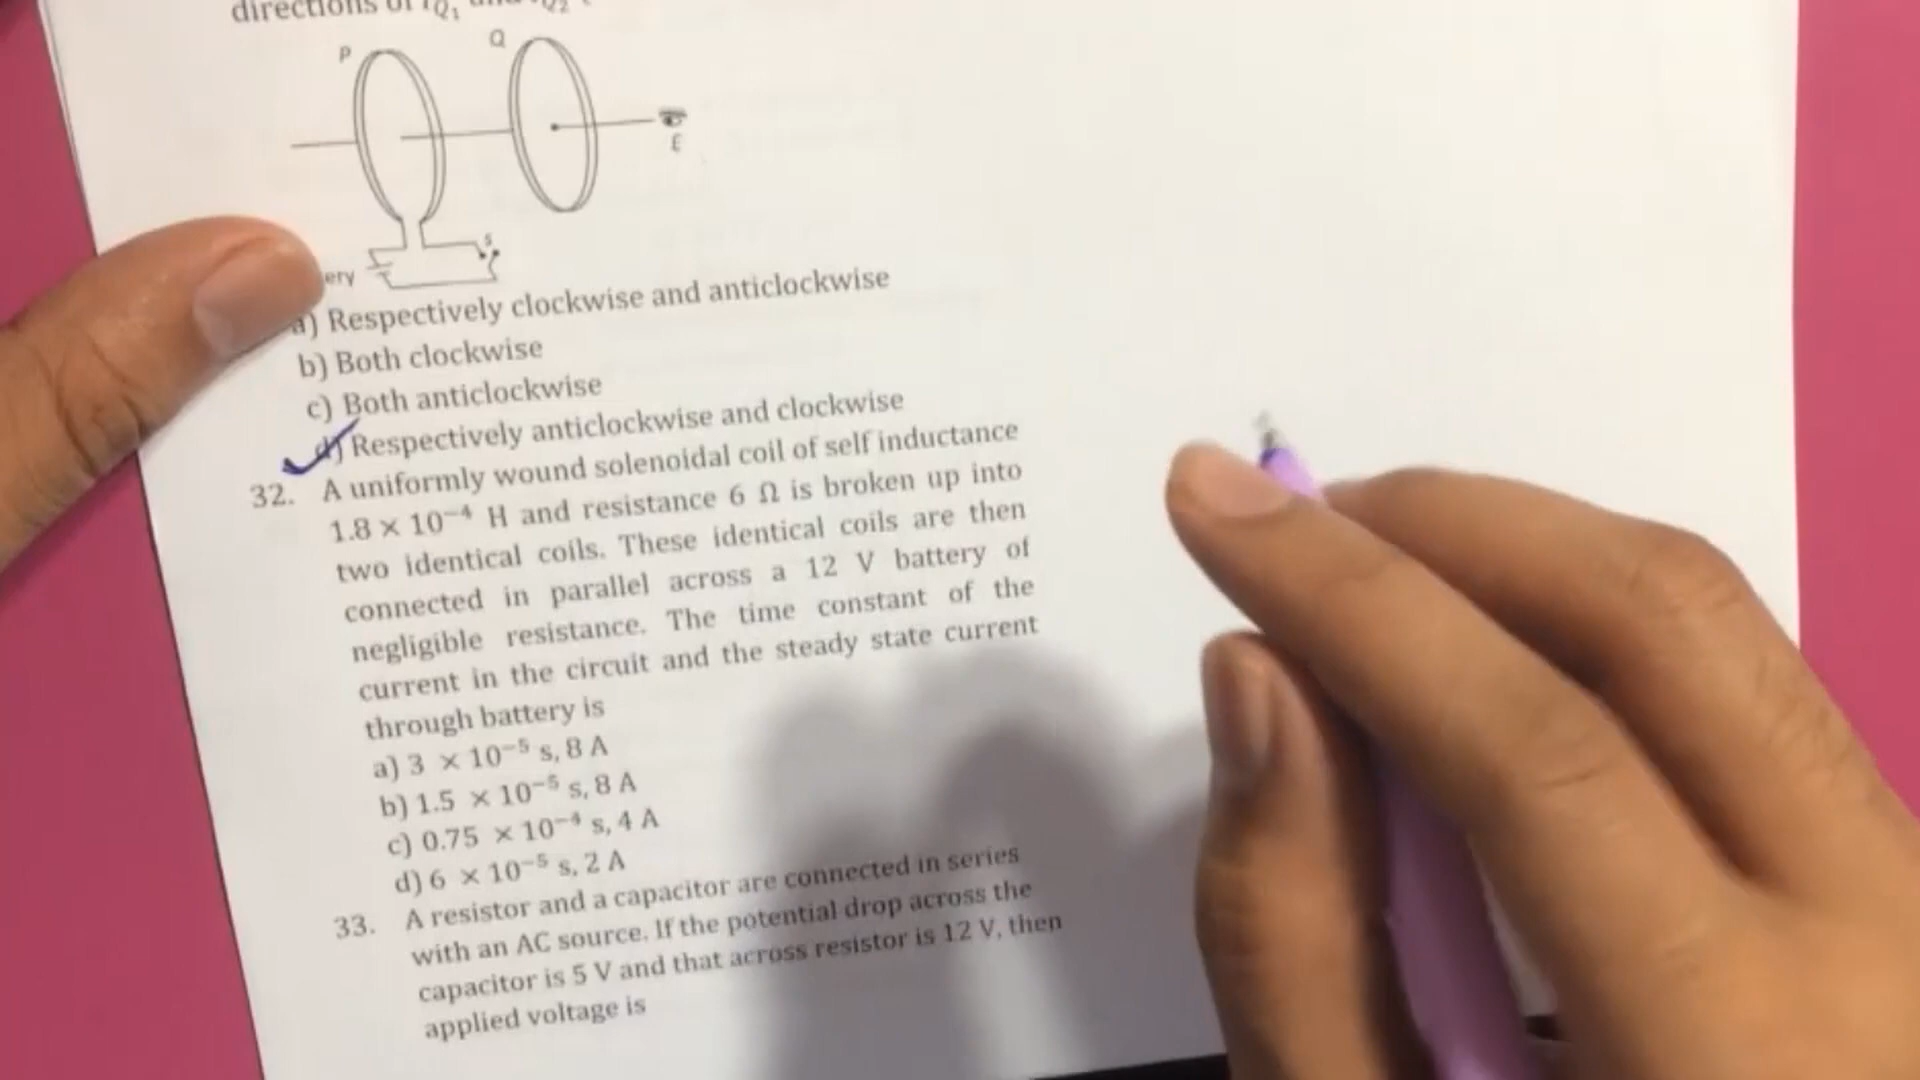 directions of
P
Q
E
S
ery
a) Respectively clockwise and anticlockwise
b) Both clockwise
c) Both anticlockwise
d) Respectively anticlockwise and clockwise
32. A uniformly wound solenoidal coil of self inductance
1.8 × 10⁻⁴ H and resistance 6 Ω is broken up into
two identical coils. These identical coils are then
connected in parallel across a 12 V battery of
negligible resistance. The time constant of the
current in the circuit and the steady state current
through battery is
a) 3 × 10⁻⁵ s, 8 A
b) 1.5 × 10⁻⁵ s, 8 A
c) 0.75 × 10⁻⁴ s, 4 A
d) 6 × 10⁻⁵ s, 2 A
33. A resistor and a capacitor are connected in series
with an AC source. If the potential drop across the
capacitor is 5 V and that across resistor is 12 V, then
applied voltage is